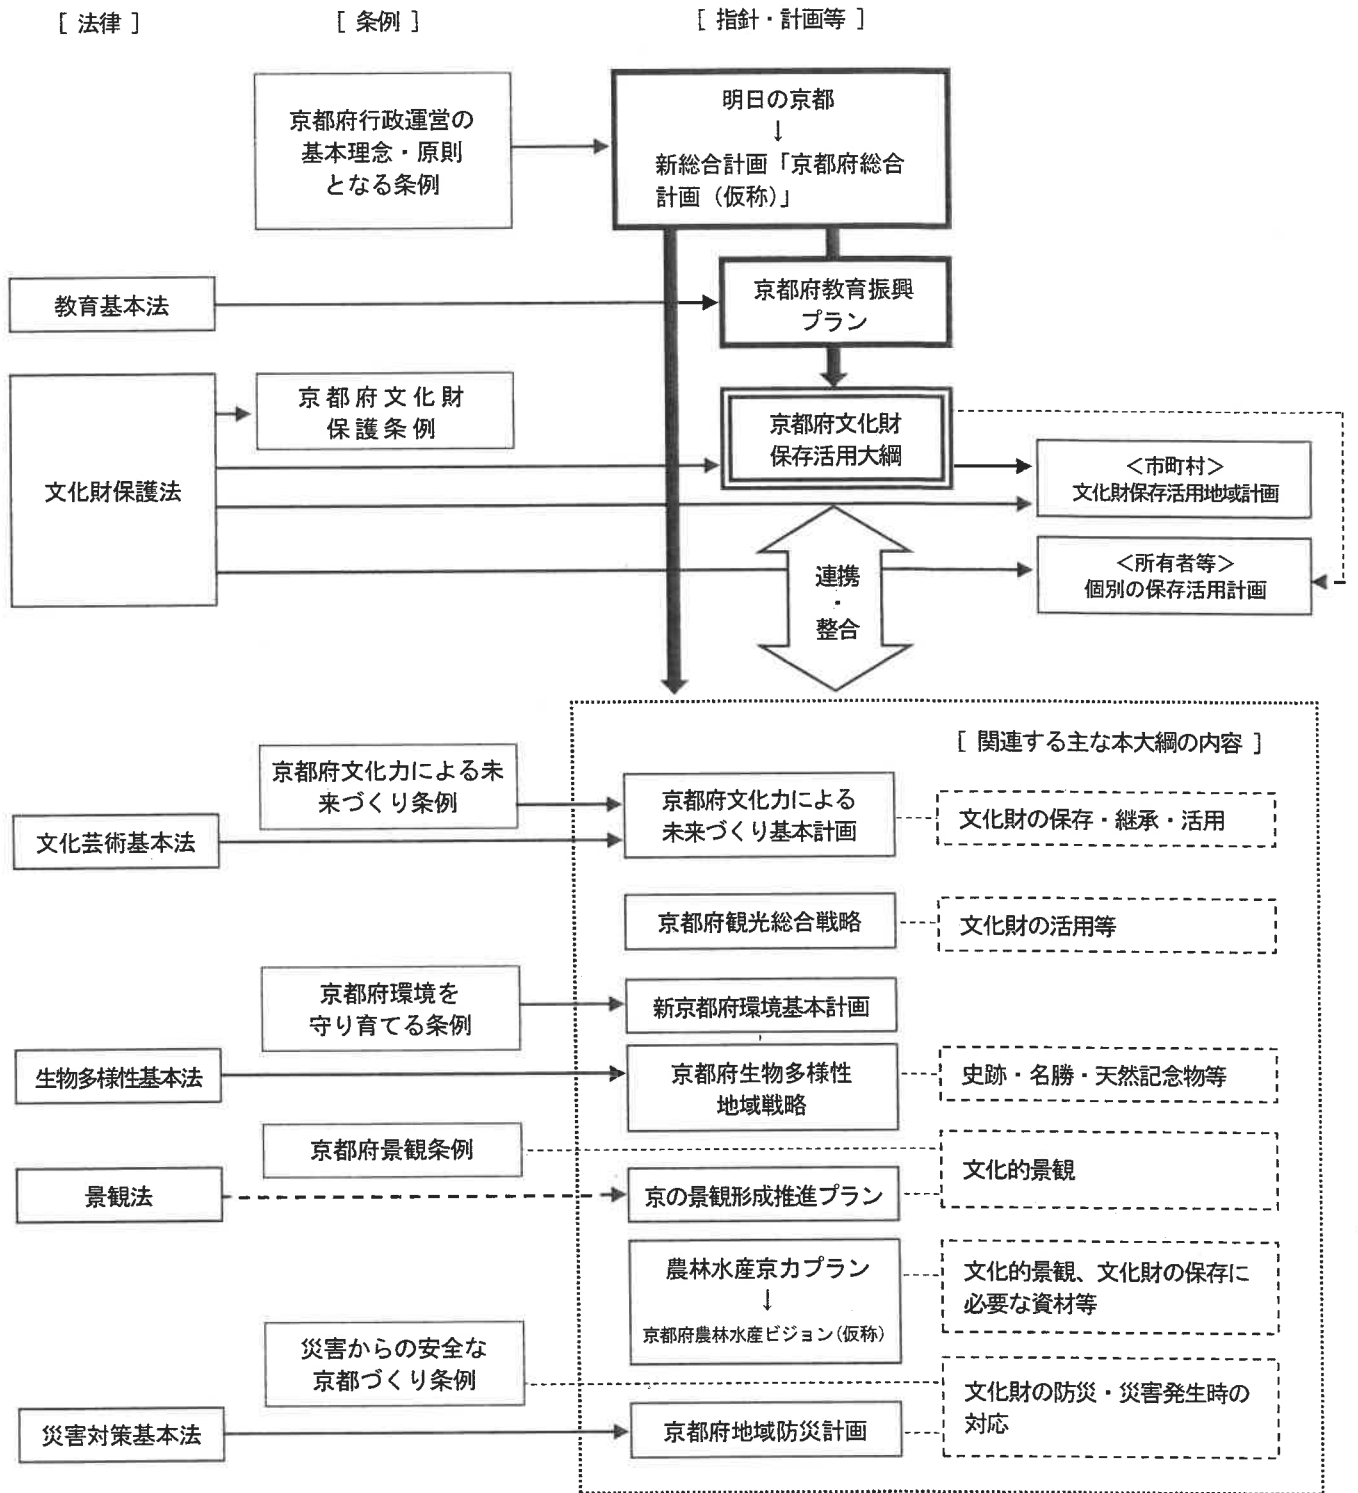 [ 法律 ]
[ 条例 ]
[ 指針・計画等 ]
京都府行政運営の
基本理念・原則
となる条例
明日の京都
↓
新総合計画「京都府総合
計画（仮称）」
教育基本法
京都府教育振興
プラン
文化財保護法
京都府文化財
保護条例
京都府文化財
保存活用大綱
＜市町村＞
文化財保存活用地域計画
＜所有者等＞
個別の保存活用計画
連携
・
整合
[ 関連する主な本大綱の内容 ]
京都府文化力による未
来づくり条例
文化芸術基本法
京都府文化力による
未来づくり基本計画
文化財の保存・継承・活用
京都府観光総合戦略
文化財の活用等
京都府環境を
守り育てる条例
新京都府環境基本計画
生物多様性基本法
京都府生物多様性
地域戦略
史跡・名勝・天然記念物等
京都府景観条例
文化的景観
景観法
京の景観形成推進プラン
農林水産京力プラン
↓
京都府農林水産ビジョン（仮称）
文化的景観、文化財の保存に
必要な資材等
災害からの安全な
京都づくり条例
文化財の防災・災害発生時の
対応
災害対策基本法
京都府地域防災計画